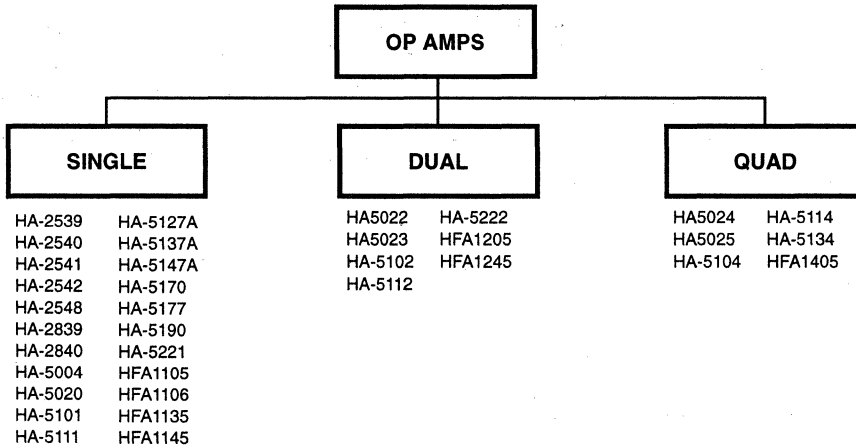 OP AMPS
SINGLE
HA-2539
HA-2540
HA-2541
HA-2542
HA-2548
HA-2839
HA-2840
HA-5004
HA-5020
HA-5101
HA-5111
HA-5127A
HA-5137A
HA-5147A
HA-5170
HA-5177
HA-5190
HA-5221
HFA1105
HFA1106
HFA1135
HFA1145
DUAL
HA5022
HA5023
HA-5102
HA-5112
HA-5222
HFA1205
HFA1245
QUAD
HA5024
HA5025
HA-5104
HA-5114
HA-5134
HFA1405